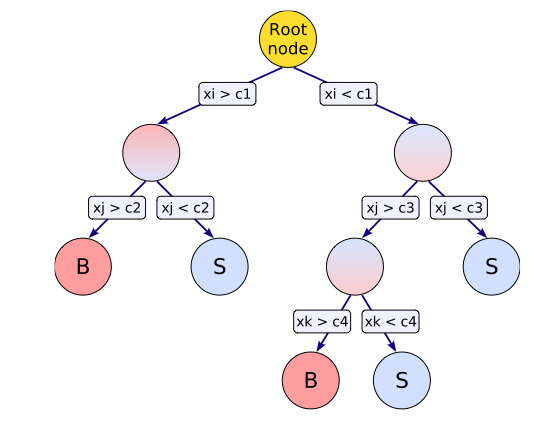 Root
node
xi > c1
xi < c1
xj > c2
xj < c2
xj > c3
xj < c3
B
S
S
xk > c4
xk < c4
B
S